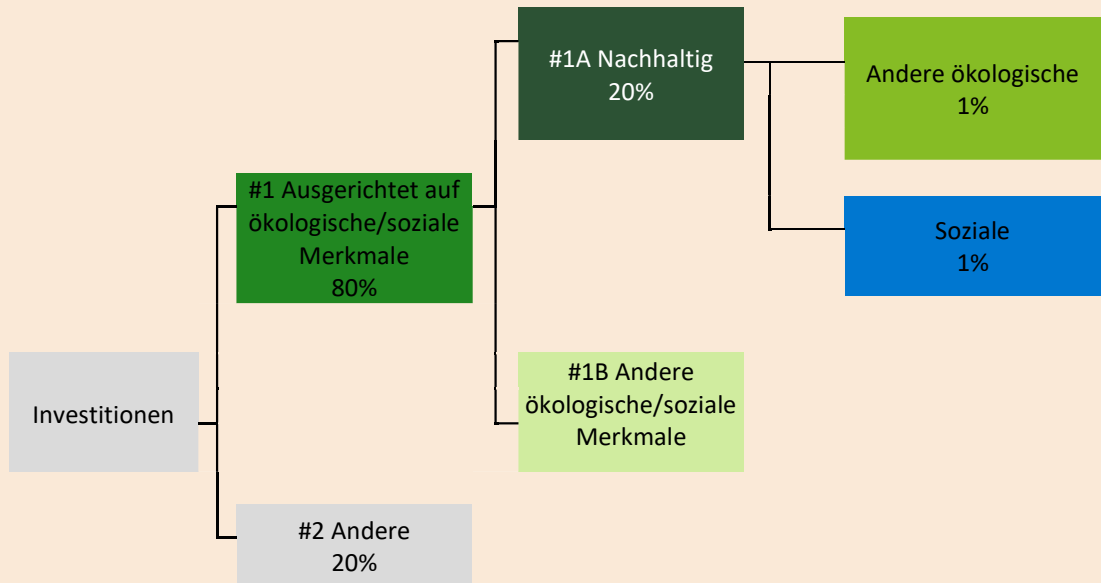 #1A Nachhaltig
20%
Andere ökologische
1%
#1 Ausgerichtet auf
ökologische/soziale
Merkmale
80%
Soziale
1%
Investitionen
#1B Andere
ökologische/soziale
Merkmale
#2 Andere
20%